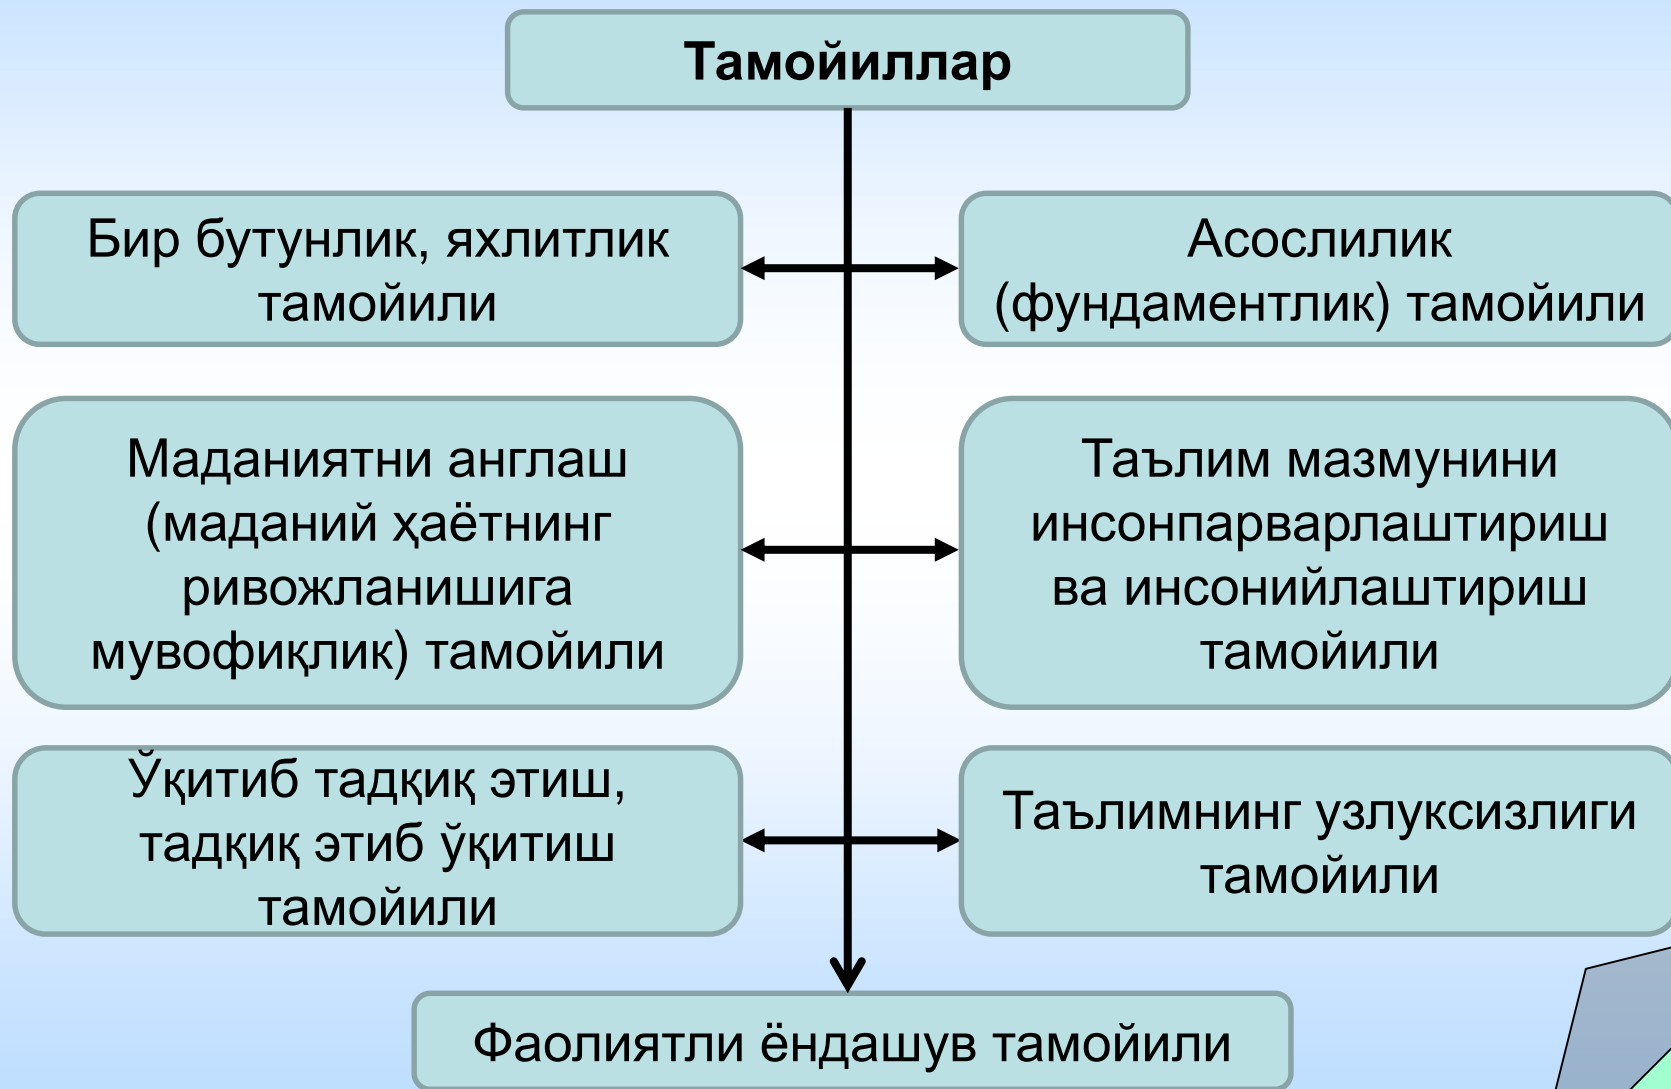 Тамойиллар
Бир бутунлик, яхлитлик
тамойили
Асослилик
(фундаментлик) тамойили
Маданиятни англаш
(маданий ҳаётнинг
ривожланишига
мувофиқлик) тамойили
Таълим мазмунини
инсонпарварлаштириш
ва инсонийлаштириш
тамойили
Ўқитиб тадқиқ этиш,
тадқиқ этиб ўқитиш
тамойили
Таълимнинг узлуксизлиги
тамойили
Фаолиятли ёндашув тамойили